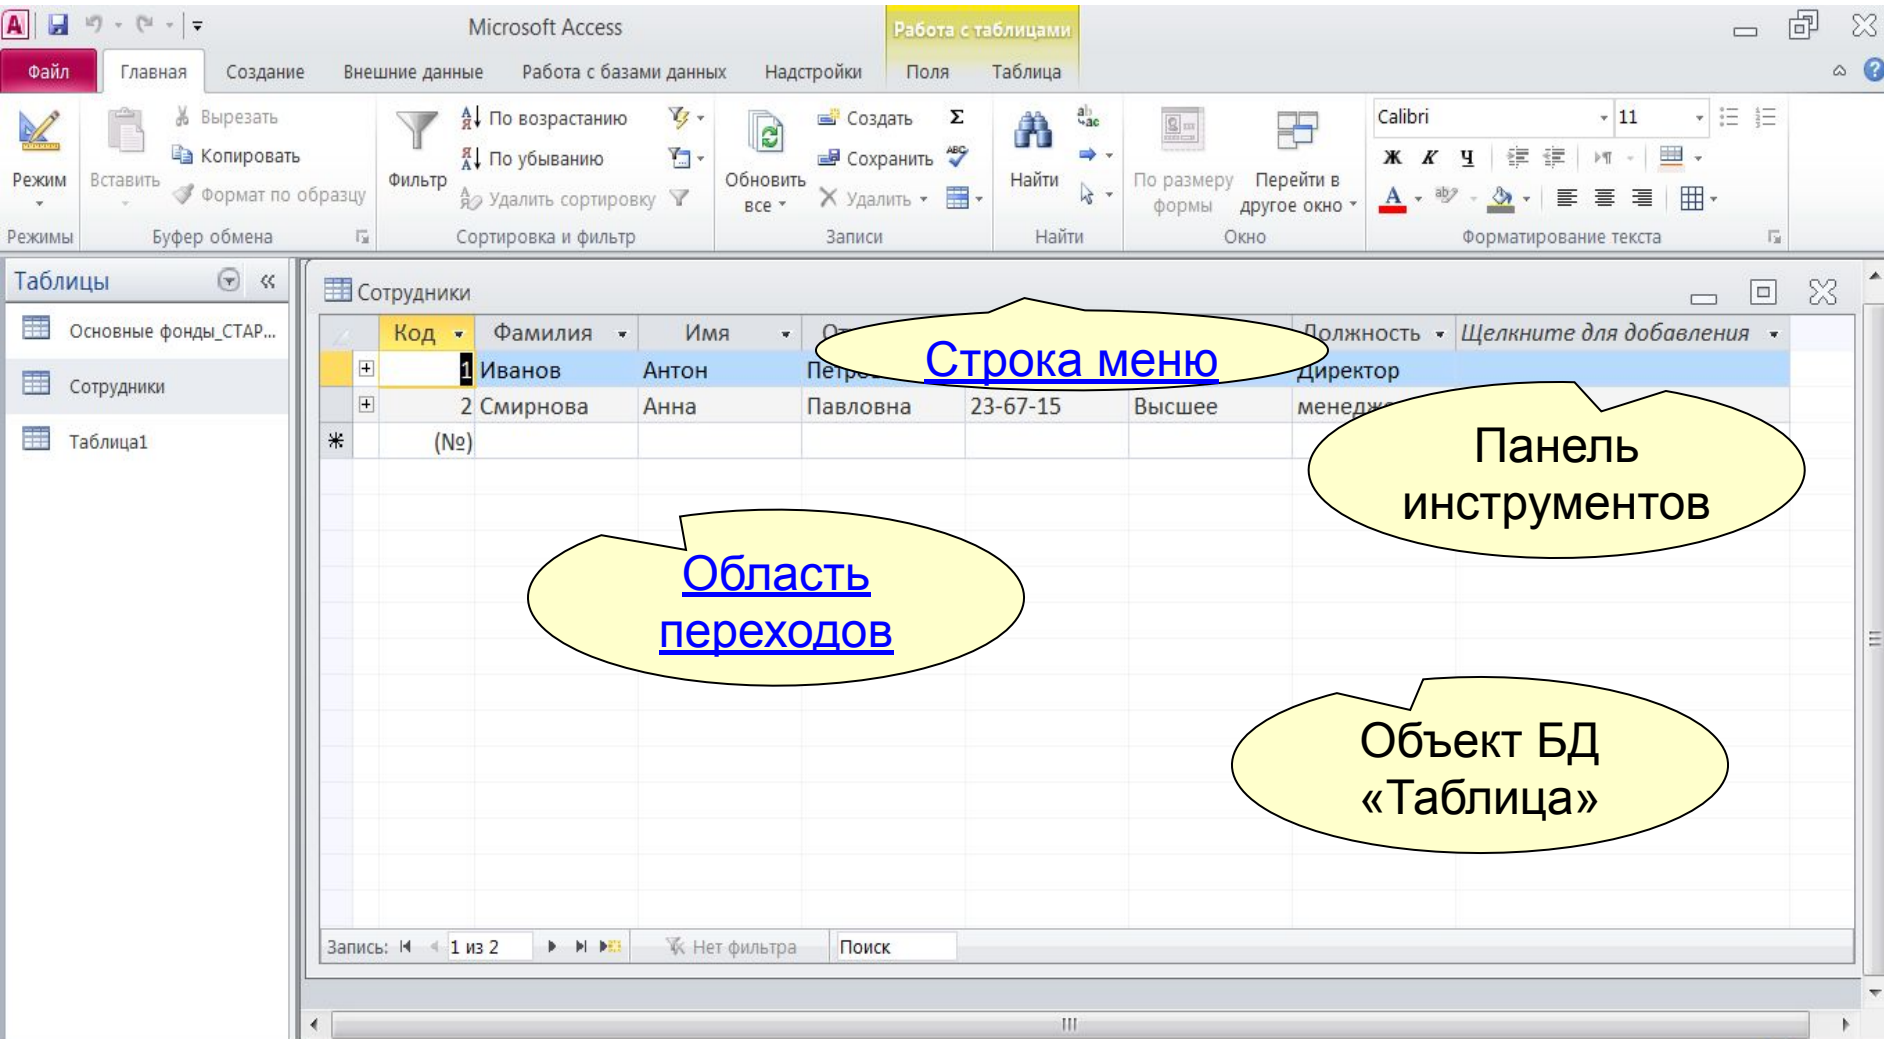 Microsoft Access
Работа с таблицами
Файл Главная Создание Внешние данные Работа с базами данных Надстройки Поля Таблица
Режим
Вставить
Вырезать
Копировать
Формат по образцу
Фильтр
По возрастанию
По убыванию
Удалить сортировку
Обновить все
Создать
Сохранить
Удалить
Найти
По размеру формы
Перейти в другое окно
Calibri 11
Ж К Ч
Режимы Буфер обмена Сортировка и фильтр Записи Найти Окно Форматирование текста
Таблицы
Основные фонды_СТАР...
Сотрудники
Таблица1
Сотрудники
Код Фамилия Имя Должность Щелкните для добавления
1 Иванов Антон Директор
2 Смирнова Анна Павловна 23-67-15 Высшее
(№)
Строка меню
Панель
инструментов
Область
переходов
Объект БД
«Таблица»
Запись: 1 из 2 Нет фильтра Поиск